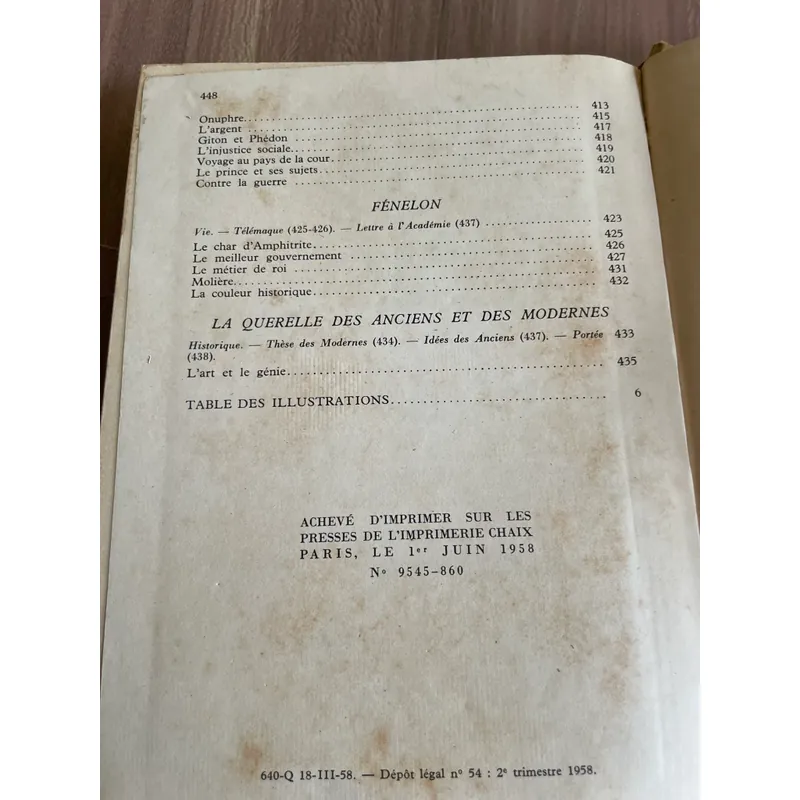 448
Onuphre........ 413
L'argent ........ 415
Giton et Phédon ........ 417
L'injustice sociale........ 418
Voyage au pays de la cour........ 419
Le prince et ses sujets........ 420
Contre la guerre ........ 421
FÉNELON
Vie. — Télémaque (425-426). — Lettre à l'Académie (437) ........ 423
Le char d'Amphitrite........ 425
Le meilleur gouvernement ........ 426
Le métier de roi ........ 427
Molière........ 431
La couleur historique........ 432
LA QUERELLE DES ANCIENS ET DES MODERNES
Historique. — Thèse des Modernes (434). — Idées des Anciens (437). — Portée 433
(438).
L'art et le génie........ 435
TABLE DES ILLUSTRATIONS........ 6
ACHEVÉ D'IMPRIMER SUR LES
PRESSES DE L'IMPRIMERIE CHAIX
PARIS, LE 1er JUIN 1958
No 9545-860
640-Q 18-III-58. — Dépôt légal no 54 : 2e trimestre 1958.